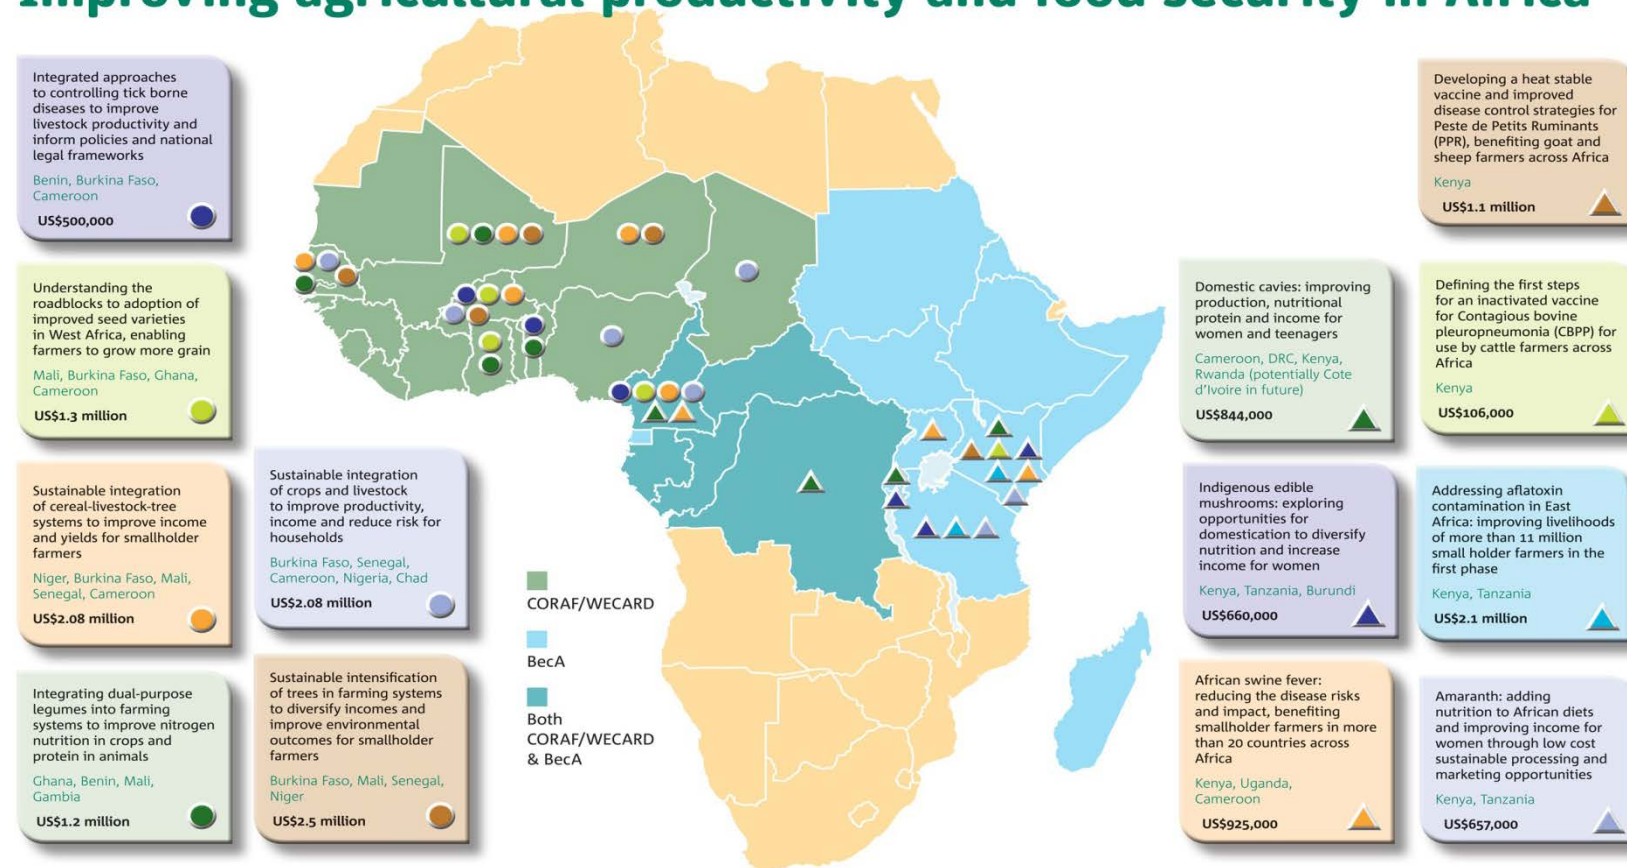 Improving agricultural productivity and food security in Africa
Integrated approaches
to controlling tick borne
diseases to improve
livestock productivity and
inform policies and national
legal frameworks
Benin, Burkina Faso,
Cameroon
US$500,000
Understanding the
roadblocks to adoption of
improved seed varieties
in West Africa, enabling
farmers to grow more grain
Mali, Burkina Faso, Ghana,
Cameroon
US$1.3 million
Sustainable integration
of cereal-livestock-tree
systems to improve income
and yields for smallholder
farmers
Niger, Burkina Faso, Mali,
Senegal, Cameroon
US$2.08 million
Integrating dual-purpose
legumes into farming
systems to improve nitrogen
nutrition in crops and
protein in animals
Ghana, Benin, Mali,
Gambia
US$1.2 million
Sustainable integration
of crops and livestock
to improve productivity,
income and reduce risk for
households
Burkina Faso, Senegal,
Cameroon, Nigeria, Chad
US$2.08 million
Sustainable intensification
of trees in farming systems
to diversify incomes and
improve environmental
outcomes for smallholder
farmers
Burkina Faso, Mali, Senegal,
Niger
US$2.5 million
CORAF/WECARD
BecA
Both
CORAF/WECARD
& BecA
Developing a heat stable
vaccine and improved
disease control strategies for
Peste de Petits Ruminants
(PPR), benefiting goat and
sheep farmers across Africa
Kenya
US$1.1 million
Domestic cavies: improving
production, nutritional
protein and income for
women and teenagers
Cameroon, DRC, Kenya,
Rwanda (potentially Cote
d'Ivoire in future)
US$844,000
Defining the first steps
for an inactivated vaccine
for Contagious bovine
pleuropneumonia (CBPP) for
use by cattle farmers across
Africa
Kenya
US$106,000
Indigenous edible
mushrooms: exploring
opportunities for
domestication to diversify
nutrition and increase
income for women
Kenya, Tanzania, Burundi
US$660,000
Addressing aflatoxin
contamination in East
Africa: improving livelihoods
of more than 11 million
small holder farmers in the
first phase
Kenya, Tanzania
US$2.1 million
African swine fever:
reducing the disease risks
and impact, benefiting
smallholder farmers in more
than 20 countries across
Africa
Kenya, Uganda,
Cameroon
US$925,000
Amaranth: adding
nutrition to African diets
and improving income for
women through low cost
sustainable processing and
marketing opportunities
Kenya, Tanzania
US$657,000